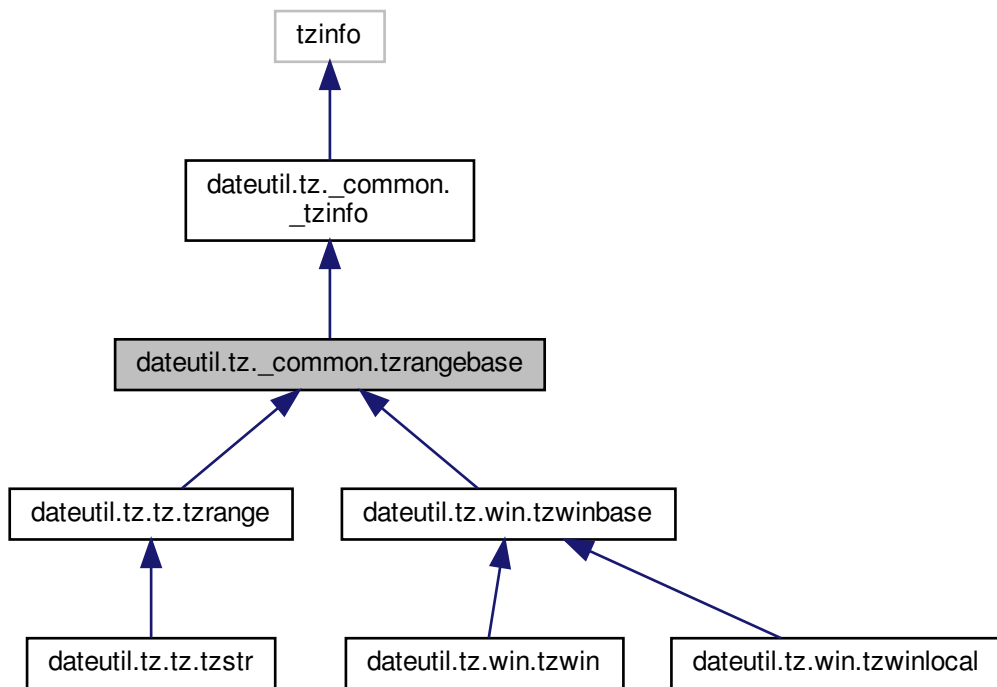 tzinfo
dateutil.tz._common.
_tzinfo
dateutil.tz._common.tzrangebase
dateutil.tz.tz.tzrange
dateutil.tz.win.tzwinbase
dateutil.tz.tz.tzstr
dateutil.tz.win.tzwin
dateutil.tz.win.tzwinlocal